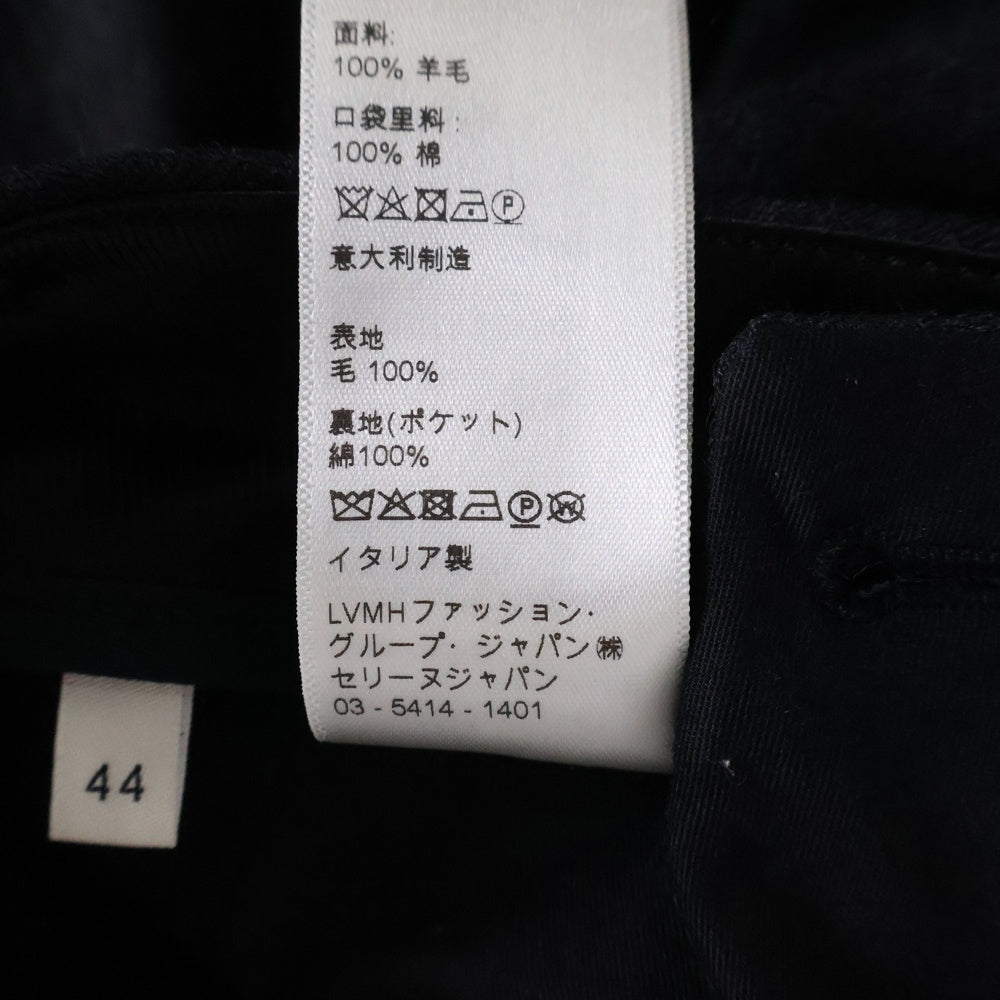 面料:
100% 羊毛
口袋里料:
100% 棉
P
意大利制造
表地
毛 100%
裏地(ポケット)
綿100%
P W
イタリア製
LVMHファッション·
グループ· ジャパン㈱
セリーヌジャパン
03 - 5414 - 1401
44